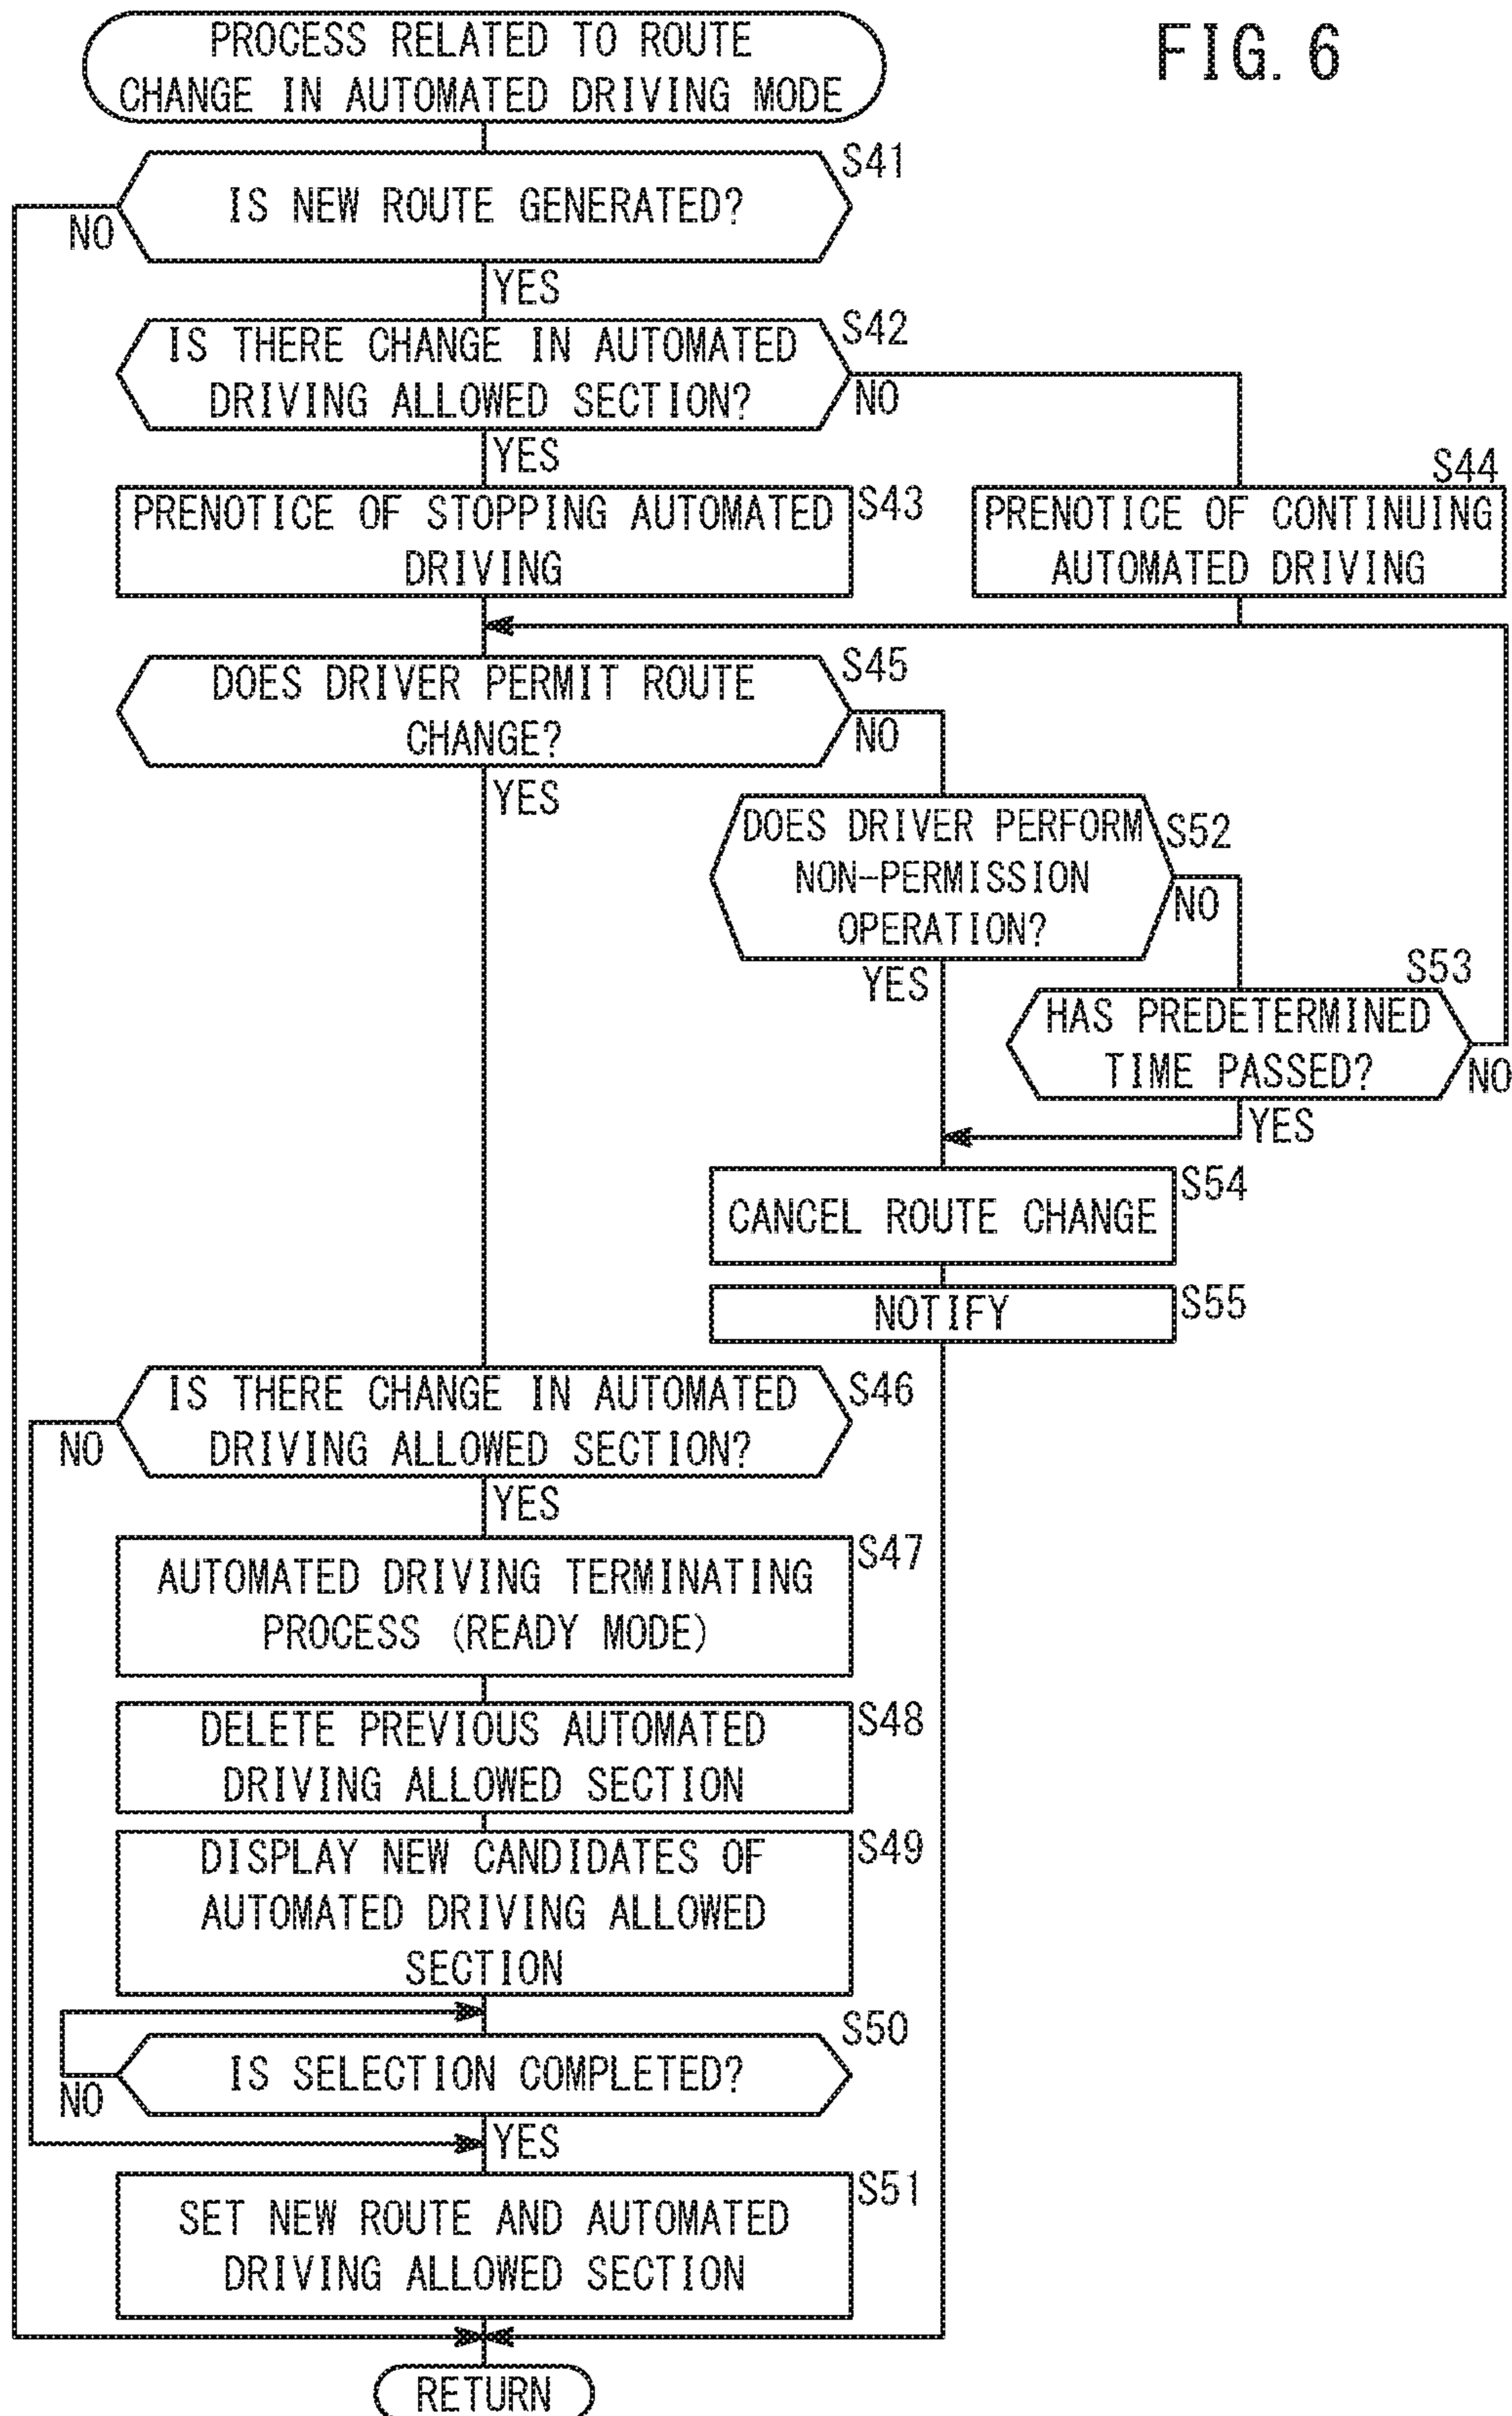 PROCESS RELATED TO ROUTE
CHANGE IN AUTOMATED DRIVING MODE
FIG. 6
S41
IS NEW ROUTE GENERATED?
NO
YES
S42
IS THERE CHANGE IN AUTOMATED
DRIVING ALLOWED SECTION?
NO
YES
S43
PRENOTICE OF STOPPING AUTOMATED
DRIVING
S44
PRENOTICE OF CONTINUING
AUTOMATED DRIVING
S45
DOES DRIVER PERMIT ROUTE
CHANGE?
NO
YES
S52
DOES DRIVER PERFORM
NON-PERMISSION
OPERATION?
NO
YES
S53
HAS PREDETERMINED
TIME PASSED?
NO
YES
S54
CANCEL ROUTE CHANGE
S55
NOTIFY
S46
IS THERE CHANGE IN AUTOMATED
DRIVING ALLOWED SECTION?
NO
YES
S47
AUTOMATED DRIVING TERMINATING
PROCESS (READY MODE)
S48
DELETE PREVIOUS AUTOMATED
DRIVING ALLOWED SECTION
S49
DISPLAY NEW CANDIDATES OF
AUTOMATED DRIVING ALLOWED
SECTION
S50
IS SELECTION COMPLETED?
NO
YES
S51
SET NEW ROUTE AND AUTOMATED
DRIVING ALLOWED SECTION
RETURN